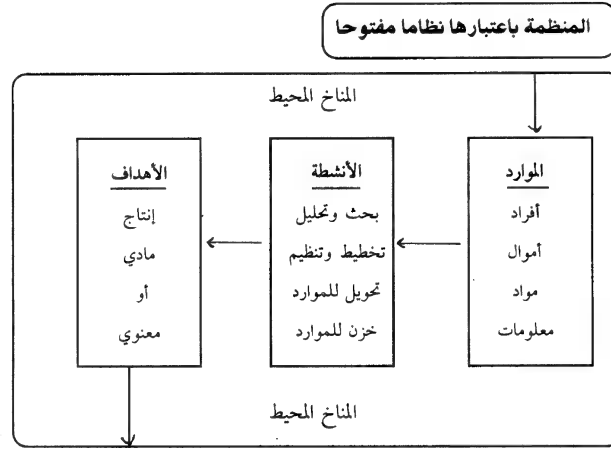 المنظمة باعتبارها نظاما مفتوحا
المناخ المحيط
الموارد
أفراد
أموال
مواد
معلومات
الأنشطة
بحث وتحليل
تخطيط وتنظيم
تحويل للموارد
خزن للموارد
الأهداف
إنتاج
مادي
أو
معنوي
المناخ المحيط